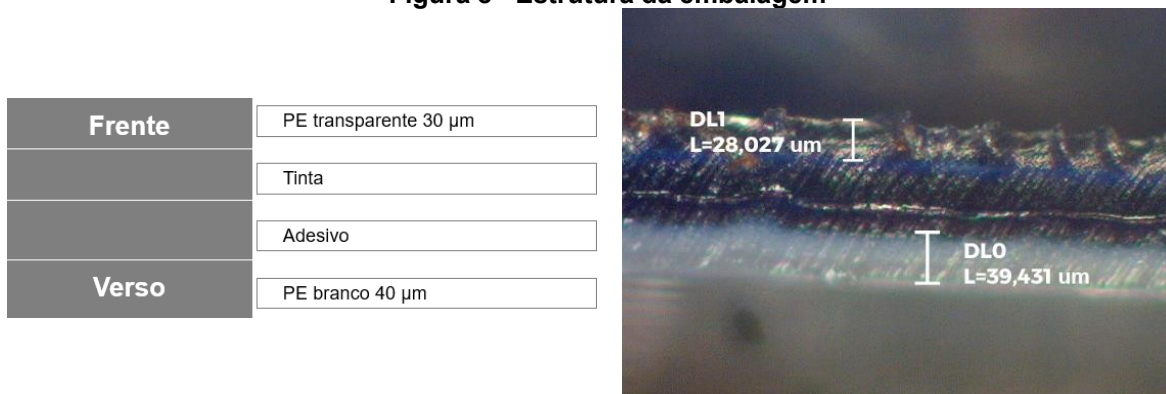 Frente
PE transparente 30 µm
Tinta
Adesivo
Verso
PE branco 40 µm
DL1
L=28,027 um
DL0
L=39,431 um